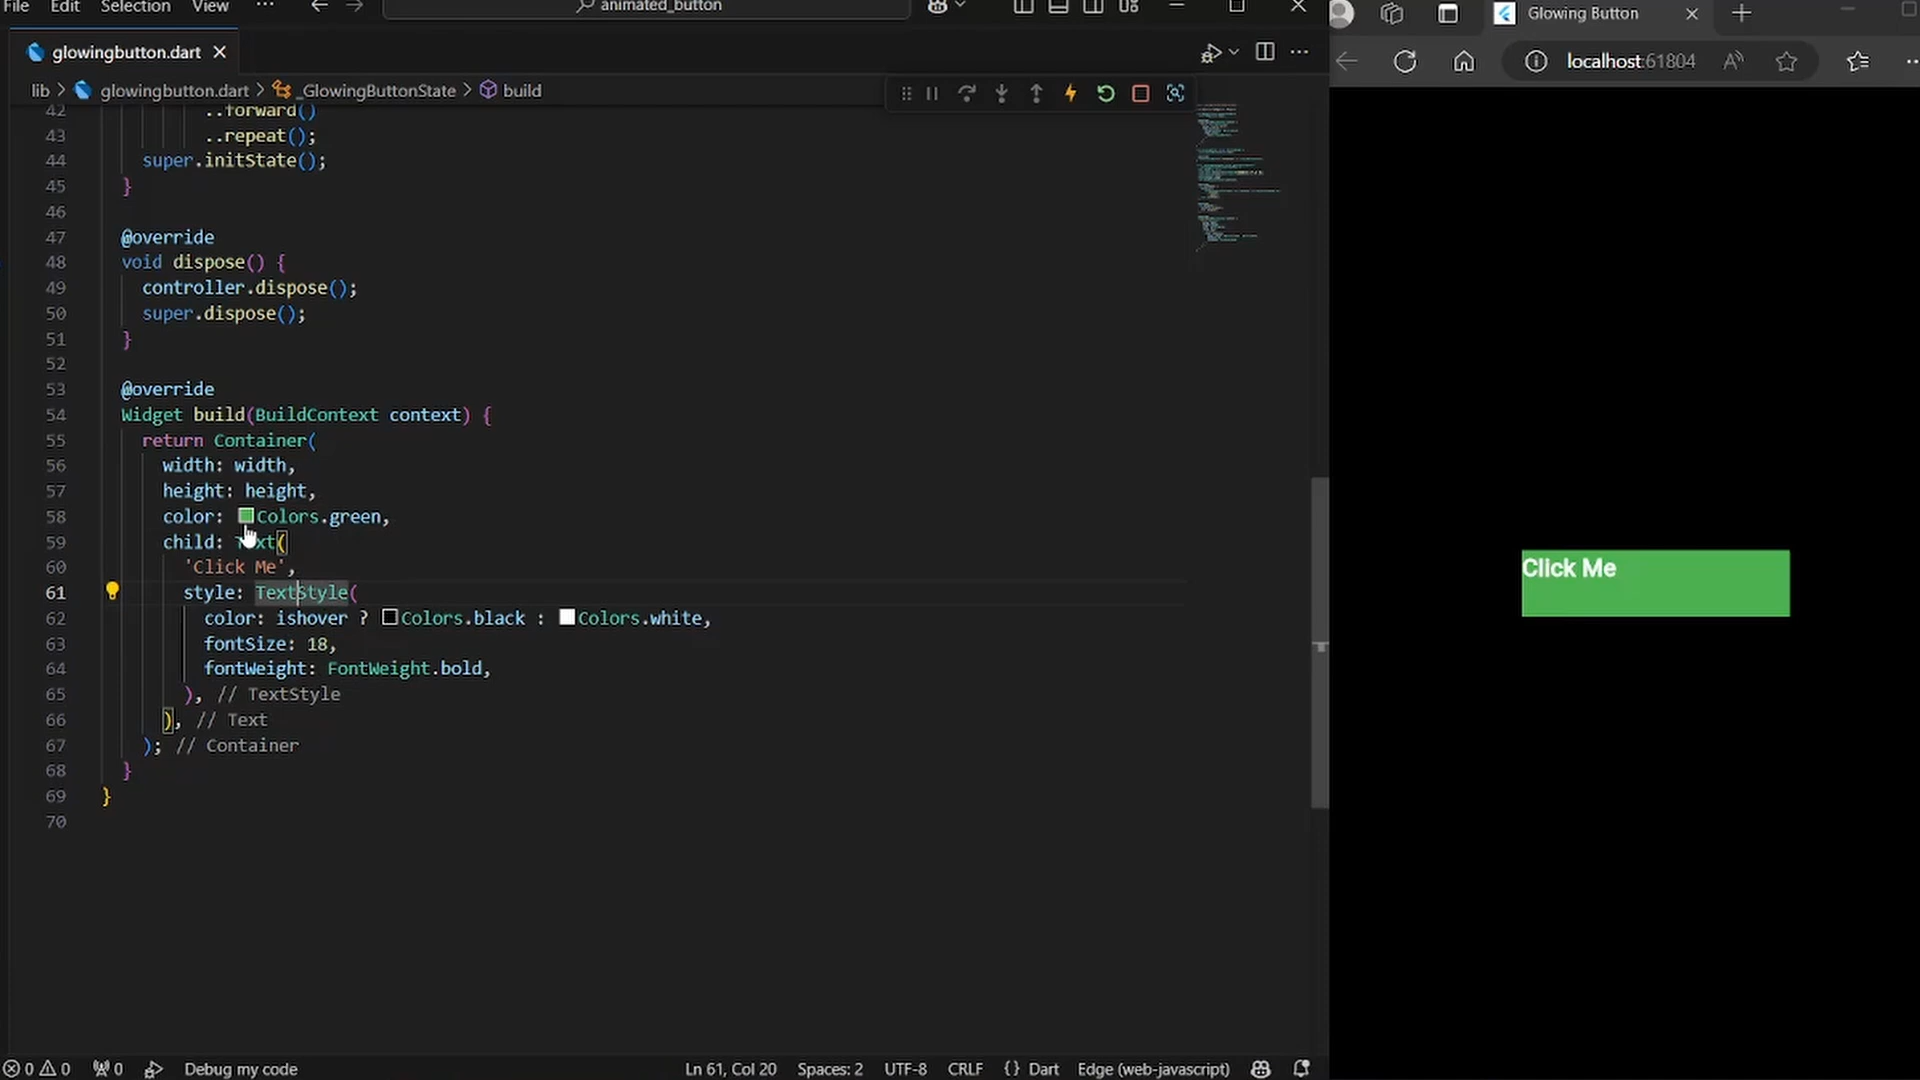 File Edit Selection View ··· animated_button
glowingbutton.dart
lib > glowingbutton.dart > _GlowingButtonState > build
42 ..forward()
43 ..repeat();
44 super.initState();
45 }
46
47 @override
48 void dispose() {
49 controller.dispose();
50 super.dispose();
51 }
52
53 @override
54 Widget build(BuildContext context) {
55 return Container(
56 width: width,
57 height: height,
58 color: Colors.green,
59 child: Text(
60 'Click Me',
61 style: TextStyle(
62 color: ishover ? Colors.black : Colors.white,
63 fontSize: 18,
64 fontWeight: FontWeight.bold,
65 ), // TextStyle
66 ), // Text
67 ); // Container
68 }
69 }
70
0 0 0 Debug my code Ln 61, Col 20 Spaces: 2 UTF-8 CRLF {} Dart Edge (web-javascript)
Glowing Button
localhost:61804
Click Me